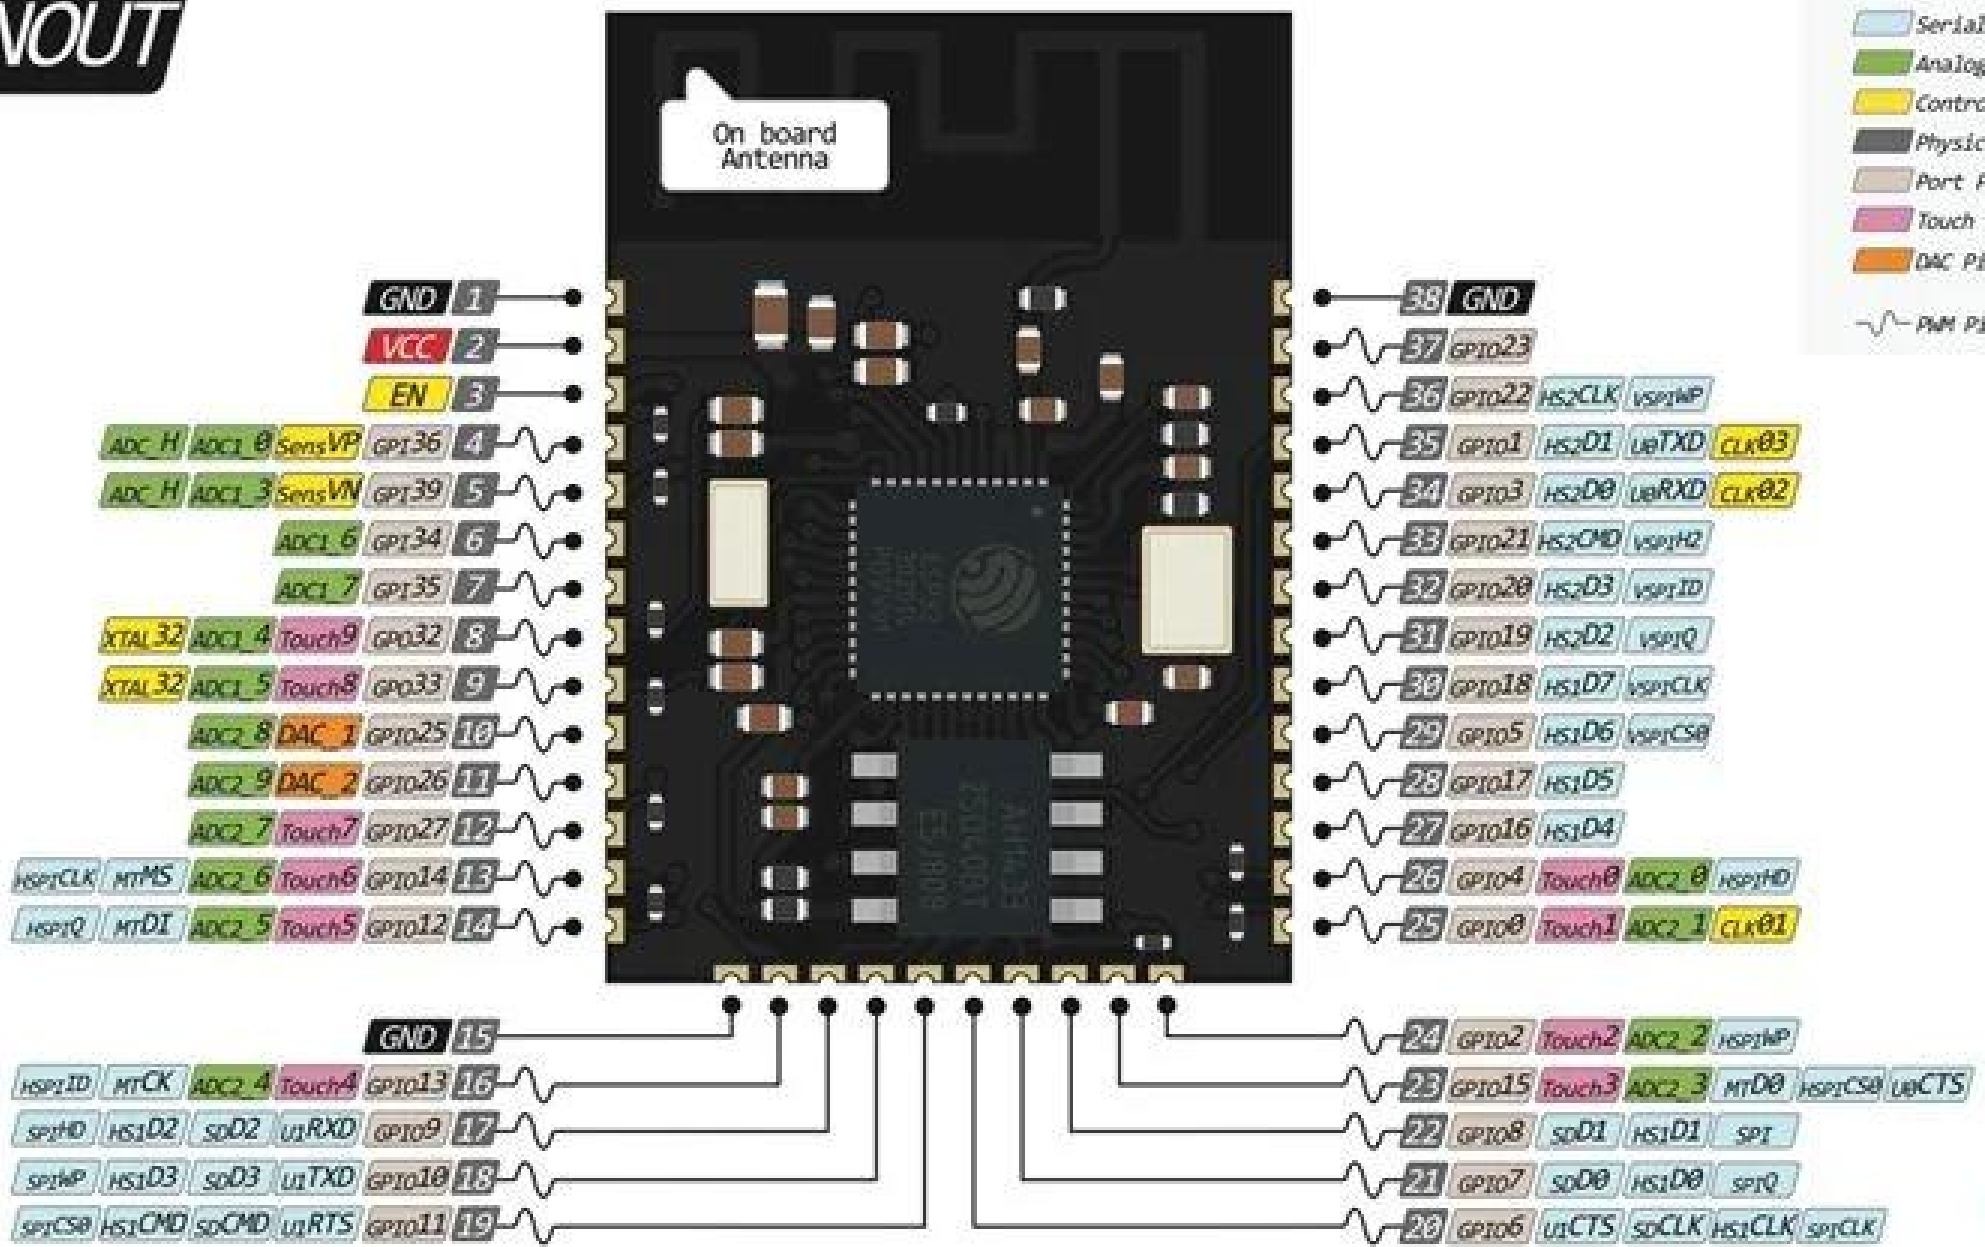 NOUT
On board
Antenna
Serial
Analog
Contro
Physic
Port P
Touch
DAC Pi
PWM Pi
GND 1
VCC 2
EN 3
ADC_H ADC1_0 SensVP GPI36 4
ADC_H ADC1_3 SensVN GPI39 5
ADC1_6 GPI34 6
ADC1_7 GPI35 7
XTAL32 ADC1_4 Touch9 GPO32 8
XTAL32 ADC1_5 Touch8 GPO33 9
ADC2_8 DAC_1 GPIO25 10
ADC2_9 DAC_2 GPIO26 11
ADC2_7 Touch7 GPIO27 12
HSPICLK MTMS ADC2_6 Touch6 GPIO14 13
HSPIQ MTDI ADC2_5 Touch5 GPIO12 14
GND 15
HSPIID MTCK ADC2_4 Touch4 GPIO13 16
SPIHD HS1D2 SDD2 U1RXD GPIO9 17
SPIWP HS1D3 SDD3 U1TXD GPIO10 18
SPICS0 HS1CMD SDCMD U1RTS GPIO11 19
38 GND
37 GPIO23
36 GPIO22 HS2CLK VSPIWP
35 GPIO1 HS2D1 U0TXD CLK03
34 GPIO3 HS2D0 U0RXD CLK02
33 GPIO21 HS2CMD VSPIH2
32 GPIO20 HS2D3 VSPIID
31 GPIO19 HS2D2 VSPIQ
30 GPIO18 HS1D7 VSPICLK
29 GPIO5 HS1D6 VSPICS0
28 GPIO17 HS1D5
27 GPIO16 HS1D4
26 GPIO4 Touch0 ADC2_0 HSPIHD
25 GPIO0 Touch1 ADC2_1 CLK01
24 GPIO2 Touch2 ADC2_2 HSPIWP
23 GPIO15 Touch3 ADC2_3 MTD0 HSPICS0 U0CTS
22 GPIO8 SDD1 HS1D1 SPI
21 GPIO7 SDD0 HS1D0 SPIQ
20 GPIO6 U1CTS SDCLK HS1CLK SPICLK